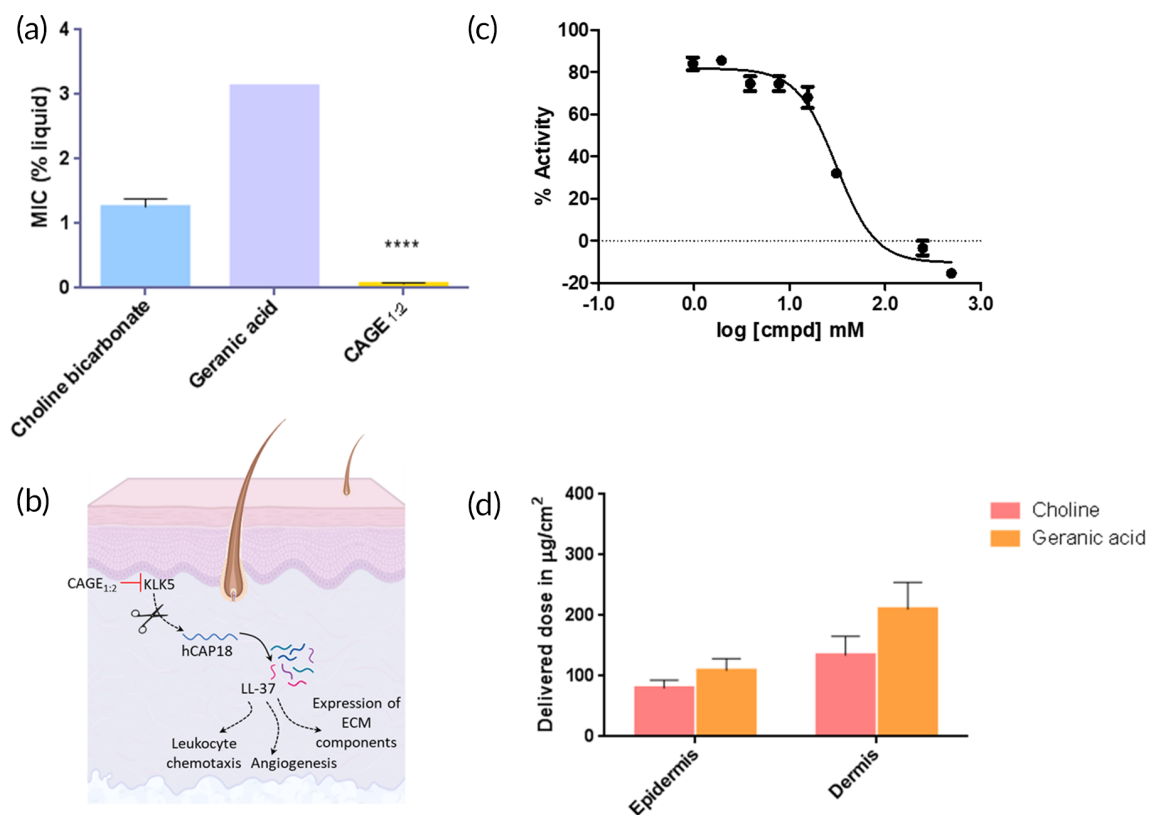 (a)
MIC (% liquid)
4
3
2
1
0
****
Choline bicarbonate
Geranic acid
CAGE 1:2
(c)
% Activity
100
80
60
40
20
0
-20
-1.0 0.0 1.0 2.0 3.0
log [cmpd] mM
(b)
CAGE1:2 KLK5
hCAP18
LL-37
Leukocyte
chemotaxis
Angiogenesis
Expression of
ECM
components
(d)
Delivered dose in µg/cm2
400
300
200
100
0
Epidermis
Dermis
Choline
Geranic acid